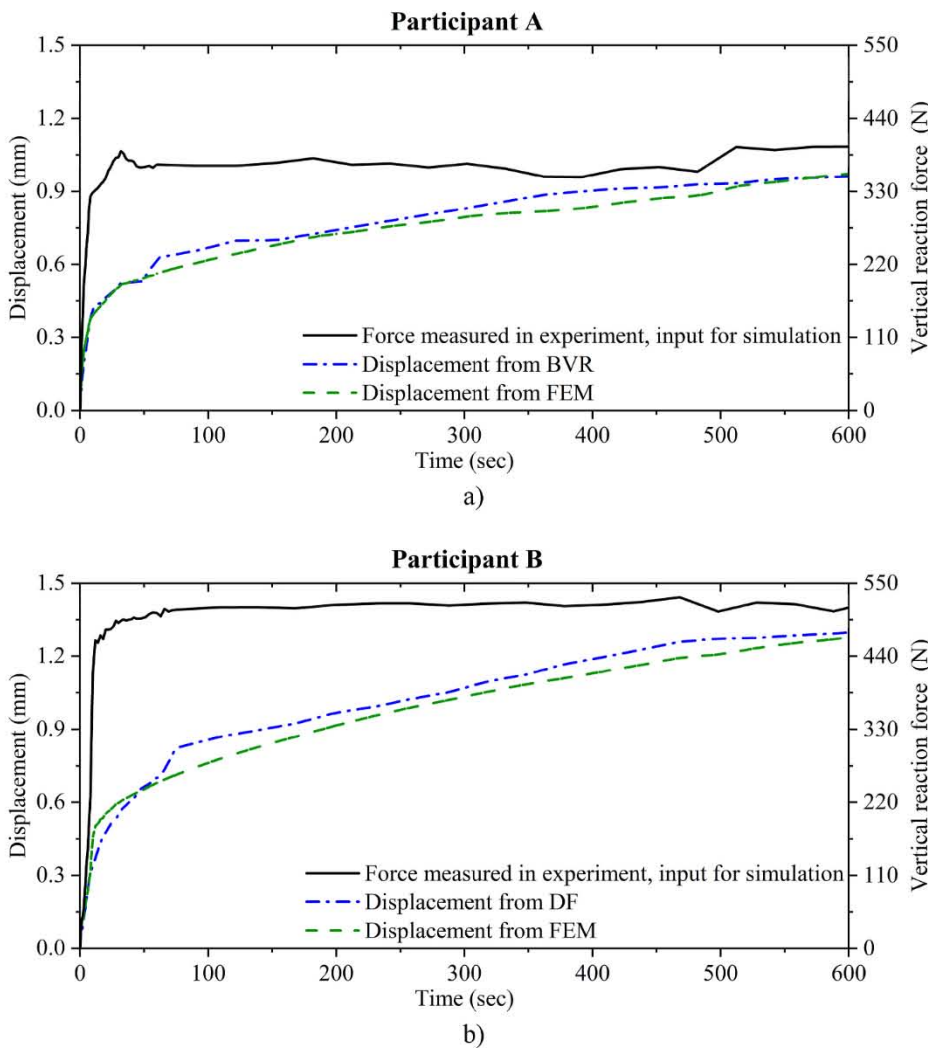 Participant A
1.5
1.2
0.9
0.6
0.3
0.0
Displacement (mm)
550
440
330
220
110
0
Vertical reaction force (N)
Force measured in experiment, input for simulation
Displacement from BVR
Displacement from FEM
0 100 200 300 400 500 600
Time (sec)
a)
Participant B
1.5
1.2
0.9
0.6
0.3
0.0
Displacement (mm)
550
440
330
220
110
0
Vertical reaction force (N)
Force measured in experiment, input for simulation
Displacement from DF
Displacement from FEM
0 100 200 300 400 500 600
Time (sec)
b)